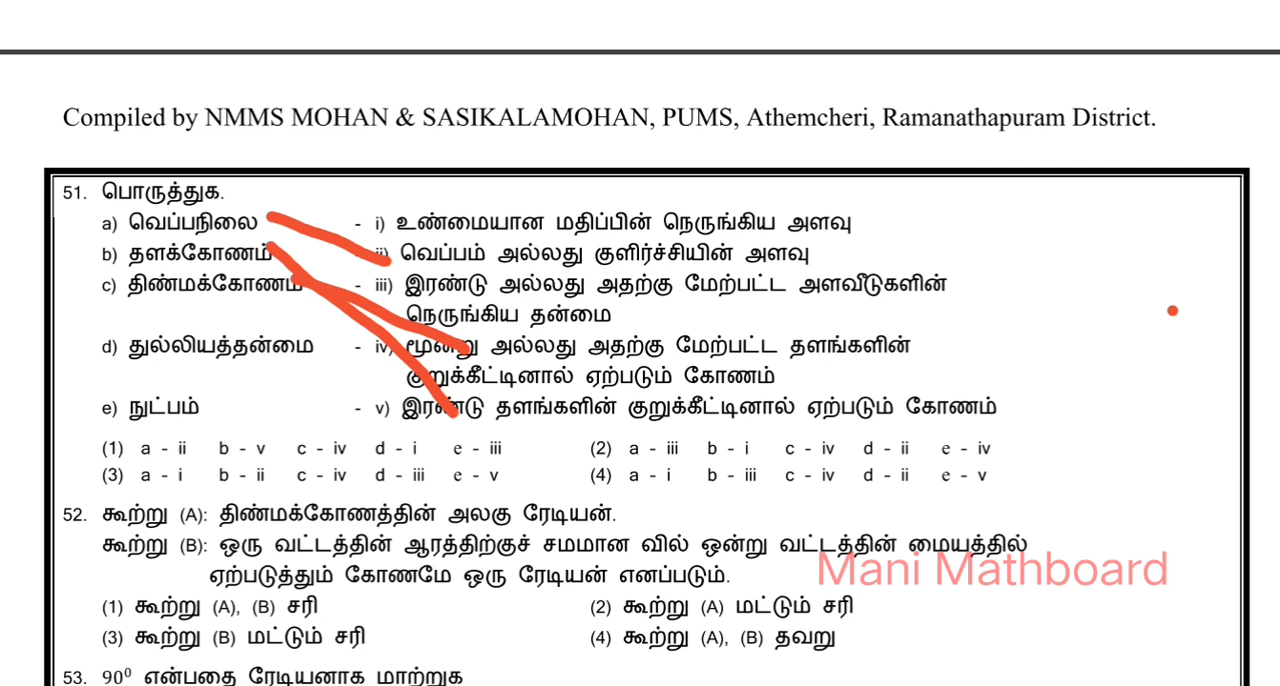 Compiled by NMMS MOHAN & SASIKALAMOHAN, PUMS, Athemcheri, Ramanathapuram District.
51. பொருத்துக.
a) வெப்பநிலை - i) உண்மையான மதிப்பின் நெருங்கிய அளவு
b) தளக்கோணம் - ii) வெப்பம் அல்லது குளிர்ச்சியின் அளவு
c) திண்மக்கோணம் - iii) இரண்டு அல்லது அதற்கு மேற்பட்ட அளவீடுகளின்
நெருங்கிய தன்மை
d) துல்லியத்தன்மை - iv) மூன்று அல்லது அதற்கு மேற்பட்ட தளங்களின்
குறுக்கீட்டினால் ஏற்படும் கோணம்
e) நுட்பம் - v) இரண்டு தளங்களின் குறுக்கீட்டினால் ஏற்படும் கோணம்
(1) a - ii b - v c - iv d - i e - iii (2) a - iii b - i c - iv d - ii e - iv
(3) a - i b - ii c - iv d - iii e - v (4) a - i b - iii c - iv d - ii e - v
52. கூற்று (A): திண்மக்கோணத்தின் அலகு ரேடியன்.
கூற்று (B): ஒரு வட்டத்தின் ஆரத்திற்குச் சமமான வில் ஒன்று வட்டத்தின் மையத்தில்
ஏற்படுத்தும் கோணமே ஒரு ரேடியன் எனப்படும்.
Mani Mathboard
(1) கூற்று (A), (B) சரி (2) கூற்று (A) மட்டும் சரி
(3) கூற்று (B) மட்டும் சரி (4) கூற்று (A), (B) தவறு
53. 90⁰ என்பதை ரேடியனாக மாற்றுக